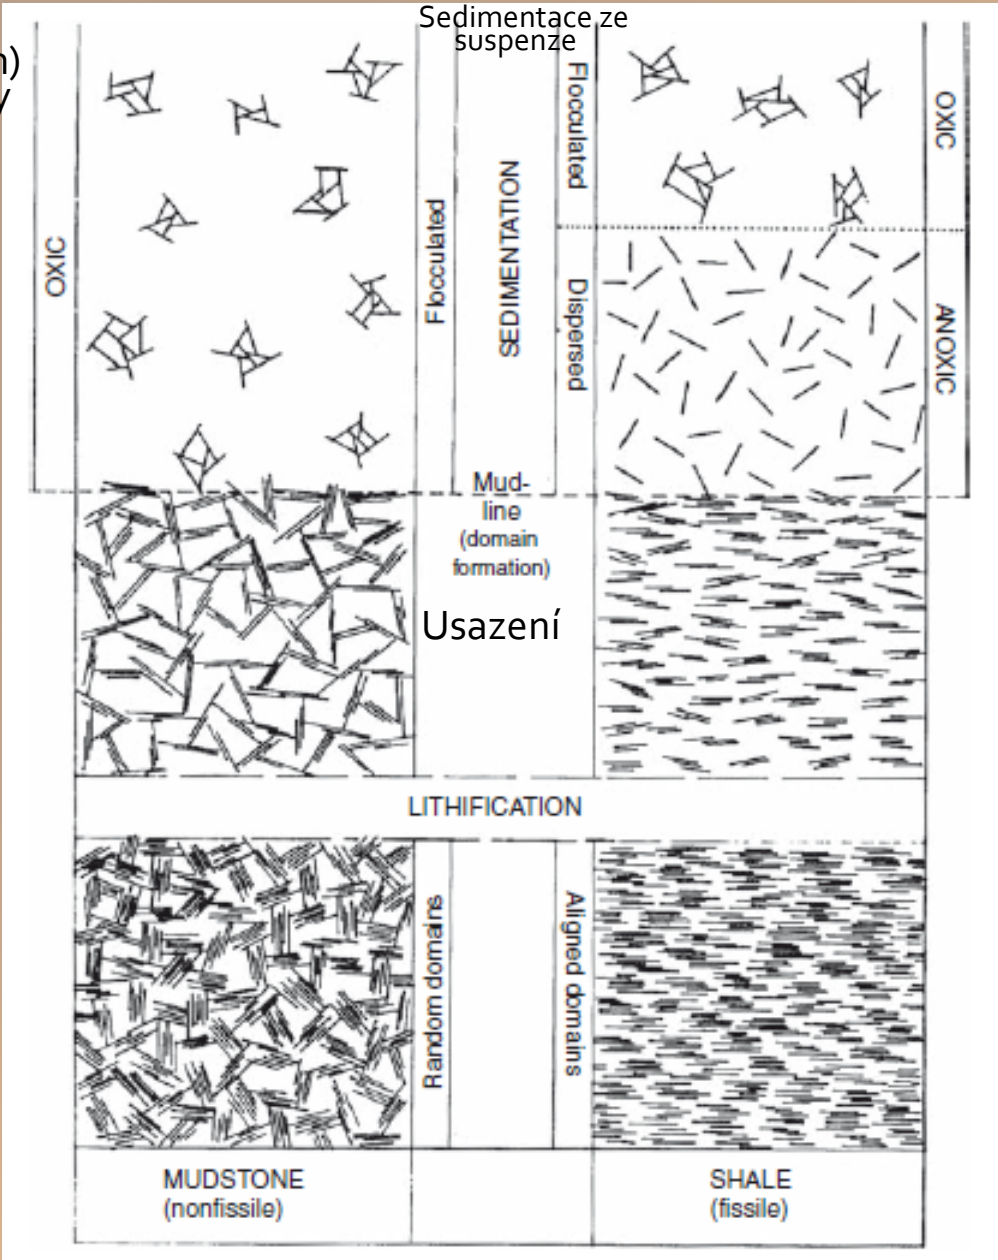 Sedimentace ze
suspenze
n)
y
OXIC
Flocculated
SEDIMENTATION
Flocculated
Dispersed
OXIC
ANOXIC
Mud-
line
(domain
formation)
Usazení
LITHIFICATION
Random domains
Aligned domains
MUDSTONE
(nonfissile)
SHALE
(fissile)